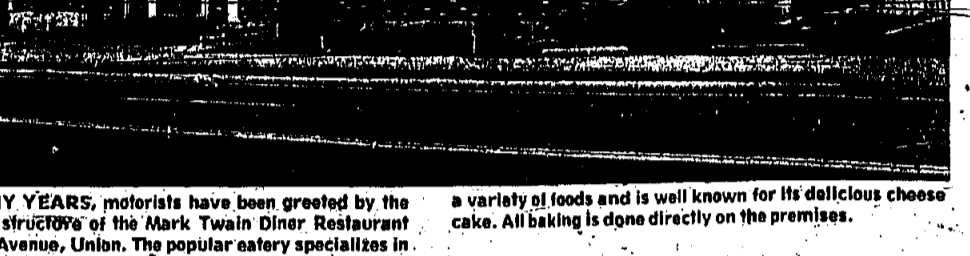 Y YEARS, motorists have been greeted by the
structure of the Mark Twain Diner Restaurant
Avenue, Union. The popular eatery specializes in
a variety of foods and is well known for its delicious cheese
cake. All baking is done directly on the premises.